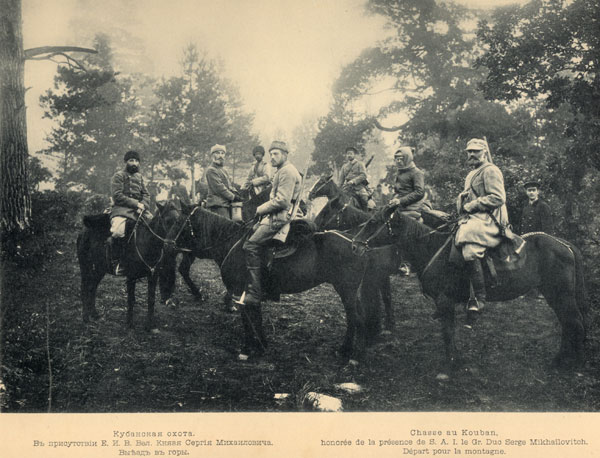 Кубанская охота.
Въ присутствіи Е. И. В. Вел. Князя Сергія Михаиловича.
Выѣздъ въ горы.
Chasse au Kouban,
honorée de la présence de S. A. I. le Gr. Duc Serge Mikhaïlovitch.
Départ pour la montagne.